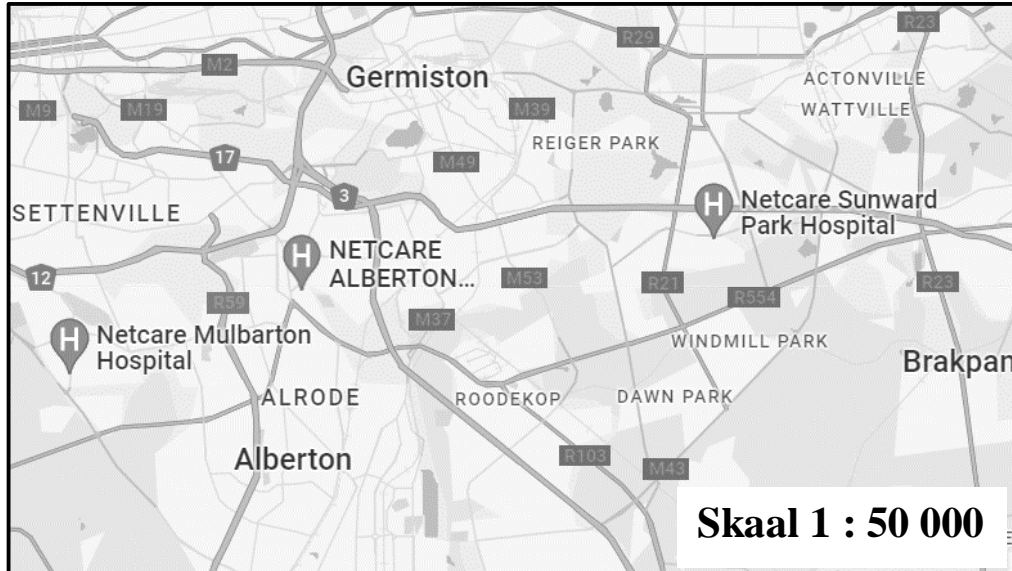 R23
R29
M2
Germiston
ACTONVILLE
M9
M19
M39
WATTVILLE
REIGER PARK
17
M49
3
Netcare Sunward
Park Hospital
H
SETTENVILLE
NETCARE
ALBERTON...
H
12
M53
R21
R554
R23
R59
M37
Netcare Mulbarton
Hospital
H
WINDMILL PARK
Brakpan
ALRODE
ROODEKOP
DAWN PARK
Alberton
R103
M43
Skaal 1 : 50 000